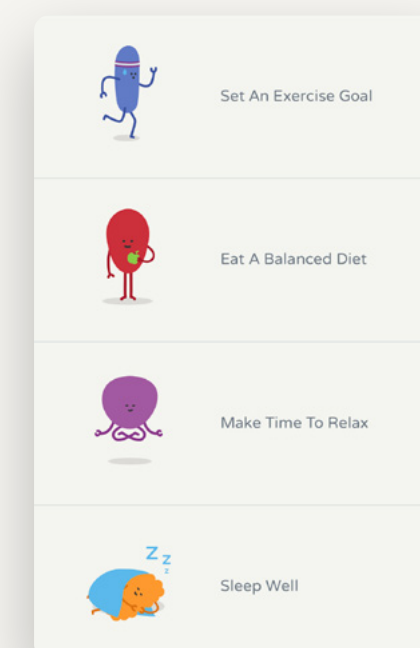 Set An Exercise Goal
Eat A Balanced Diet
Make Time To Relax
Z Z z
Sleep Well